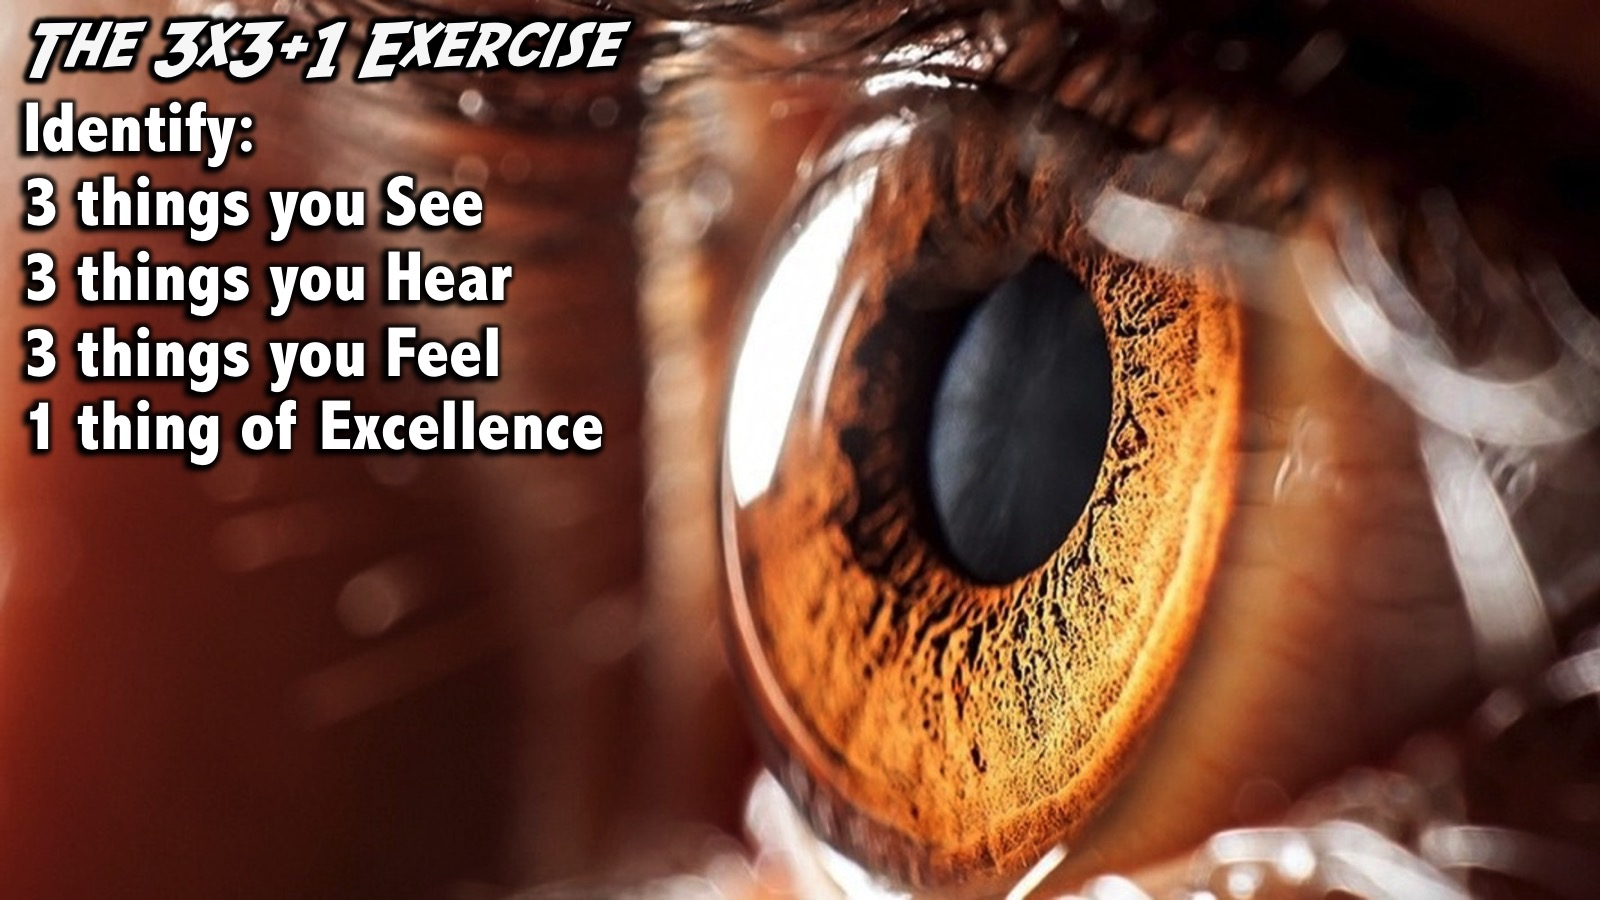 THE 3X3+1 EXERCISE
Identify:
3 things you See
3 things you Hear
3 things you Feel
1 thing of Excellence